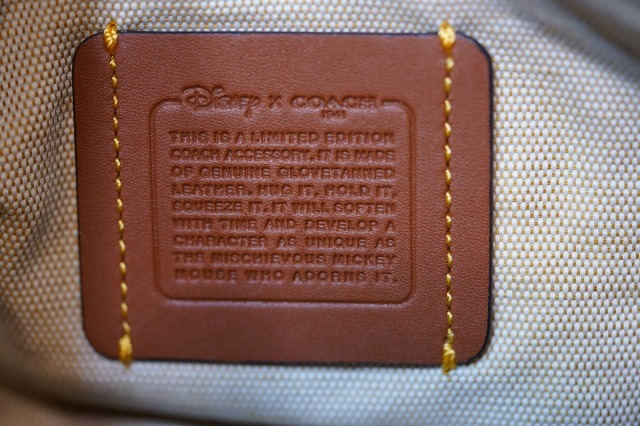 Disney X COACH
1941
THIS IS A LIMITED EDITION
COACH ACCESSORY. IT IS MADE
OF GENUINE GLOVETANNED
LEATHER. HUG IT, HOLD IT,
SQUEEZE IT. IT WILL SOFTEN
WITH TIME AND DEVELOP A
CHARACTER AS UNIQUE AS
THE MISCHIEVOUS MICKEY
MOUSE WHO ADORNS IT.